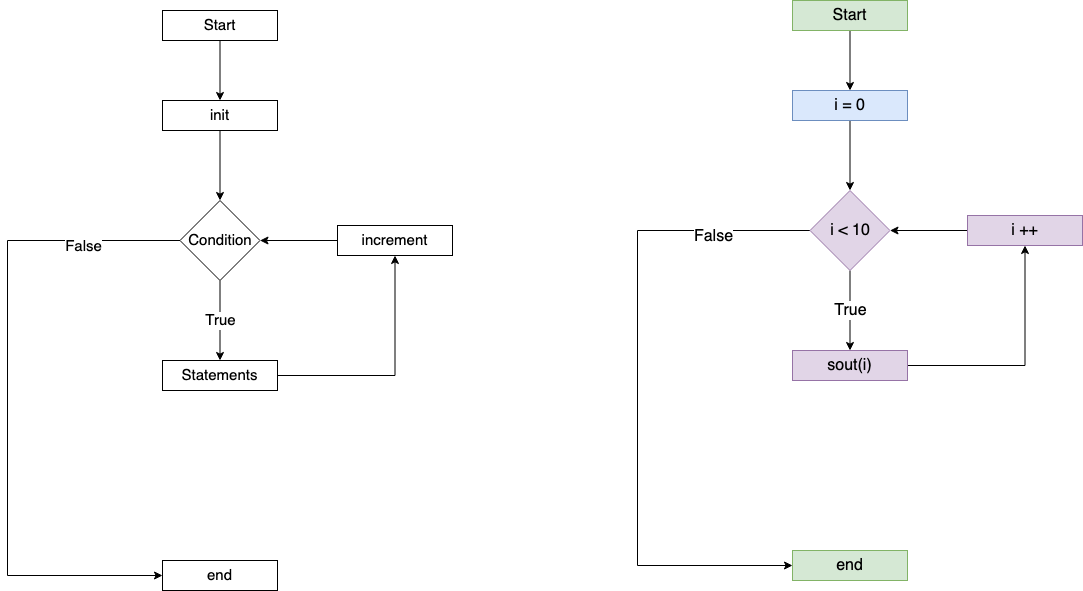 Start
init
Condition
increment
False
True
Statements
end
Start
i = 0
i < 10
i ++
False
True
sout(i)
end